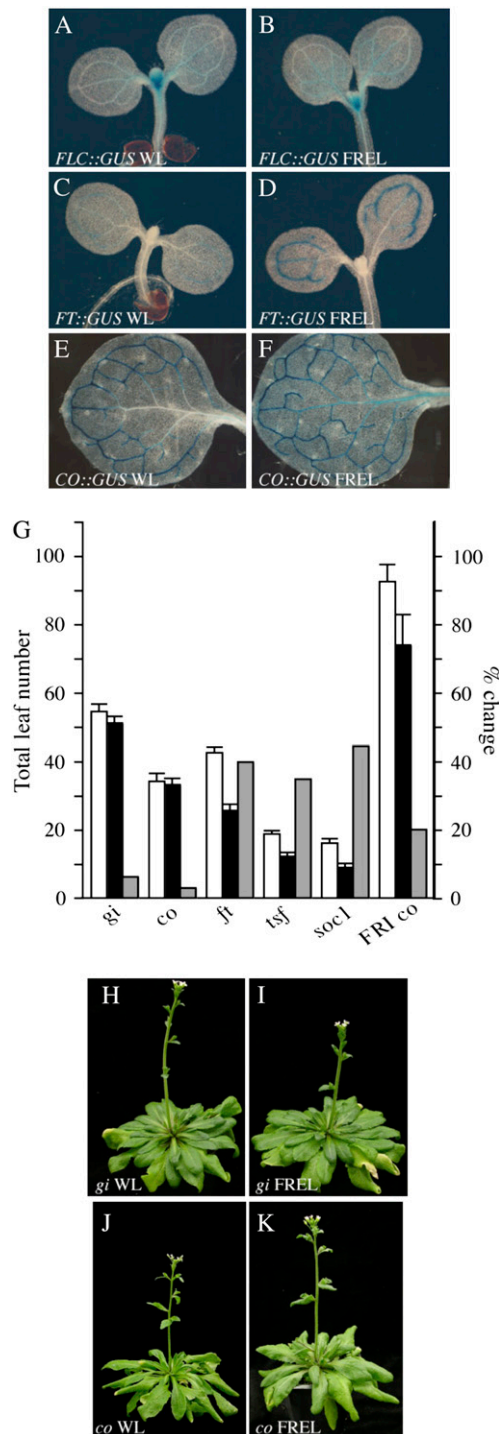 A
B
FLC::GUS WL
FLC::GUS FREL
C
D
FT::GUS WL
FT::GUS FREL
E
F
CO::GUS WL
CO::GUS FREL
G
100
80
60
40
20
0
Total leaf number
100
80
60
40
20
0
% change
gi
co
ft
tsf
soc1
FRI co
H
I
gi WL
gi FREL
J
K
co WL
co FREL